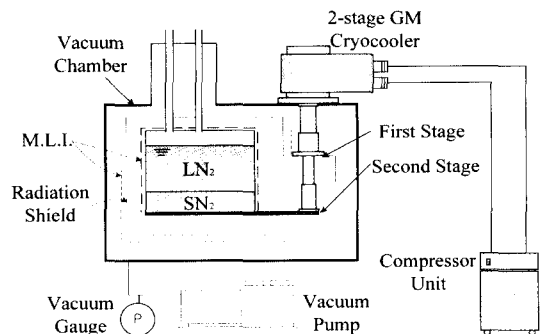 2-stage GM
Cryocooler
Vacuum
Chamber
M.L.I.
Radiation
Shield
LN₂
SN₂
First Stage
Second Stage
Compressor
Unit
Vacuum
Gauge
P
Vacuum
Pump